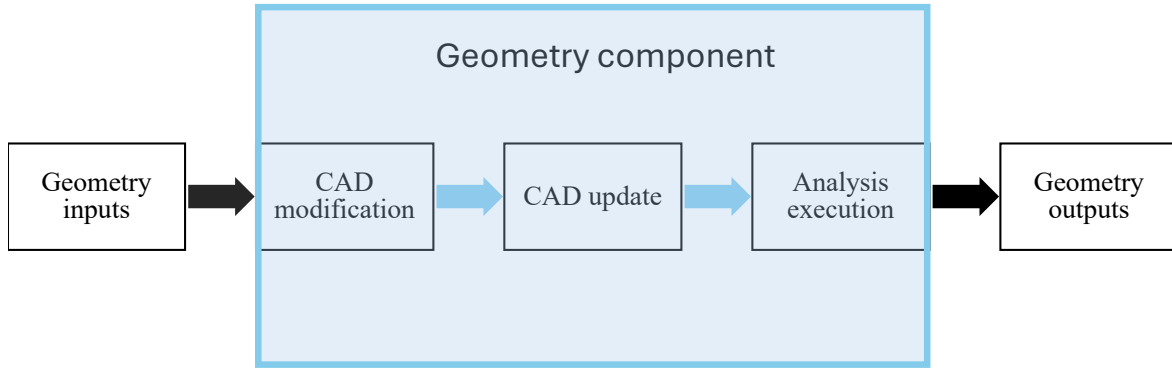 Geometry component
Geometry
inputs
CAD
modification
CAD update
Analysis
execution
Geometry
outputs